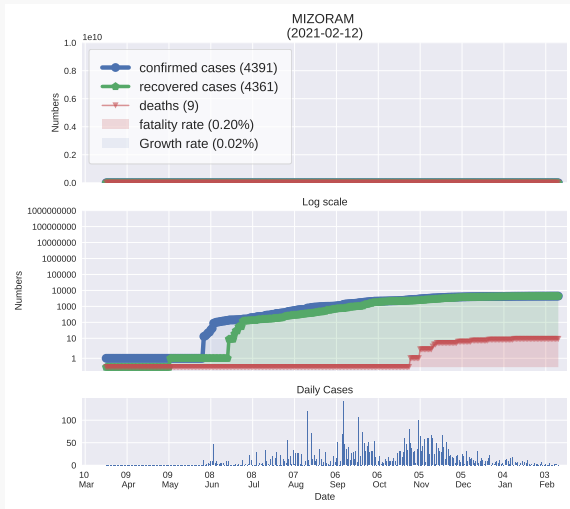 MIZORAM
(2021-02-12)
1e10
1.0
0.8
0.6
0.4
0.2
0.0
Numbers
confirmed cases (4391)
recovered cases (4361)
deaths (9)
fatality rate (0.20%)
Growth rate (0.02%)
Log scale
1000000000
100000000
10000000
1000000
100000
10000
1000
100
10
1
Numbers
Daily Cases
100
50
0
10 09 09 08 08 07 06 06 05 05 04 03
Mar Apr May Jun Jul Aug Sep Oct Nov Dec Jan Feb
Date